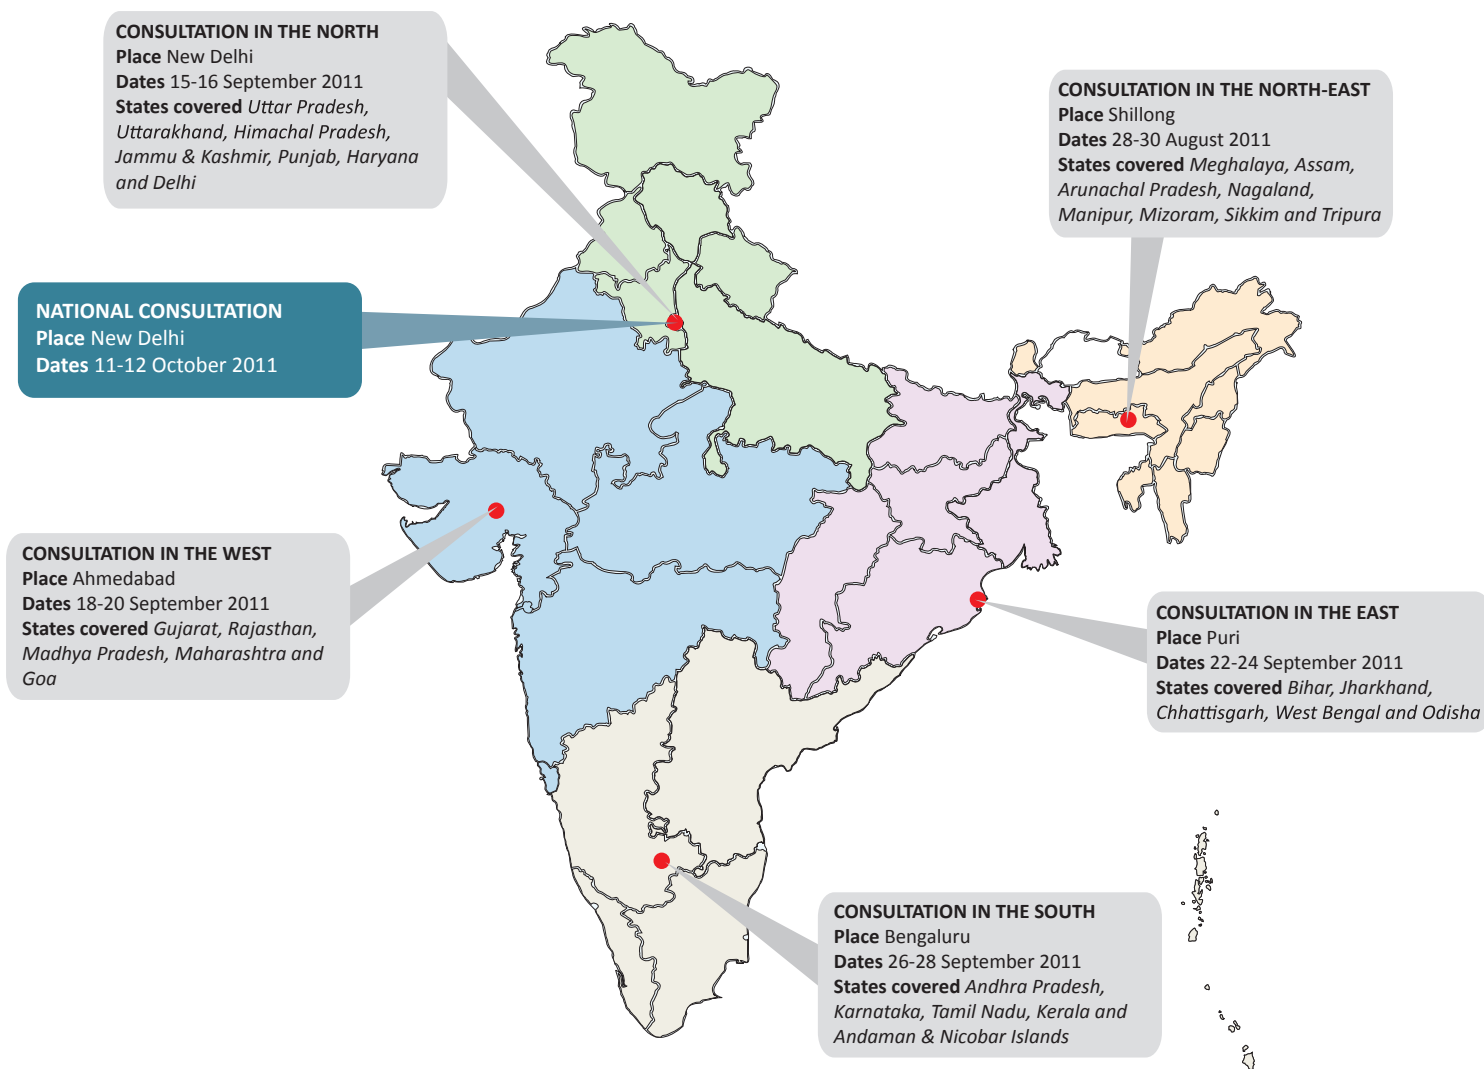 CONSULTATION IN THE NORTH
Place New Delhi
Dates 15-16 September 2011
States covered Uttar Pradesh,
Uttarakhand, Himachal Pradesh,
Jammu & Kashmir, Punjab, Haryana
and Delhi
CONSULTATION IN THE NORTH-EAST
Place Shillong
Dates 28-30 August 2011
States covered Meghalaya, Assam,
Arunachal Pradesh, Nagaland,
Manipur, Mizoram, Sikkim and Tripura
NATIONAL CONSULTATION
Place New Delhi
Dates 11-12 October 2011
CONSULTATION IN THE WEST
Place Ahmedabad
Dates 18-20 September 2011
States covered Gujarat, Rajasthan,
Madhya Pradesh, Maharashtra and
Goa
CONSULTATION IN THE EAST
Place Puri
Dates 22-24 September 2011
States covered Bihar, Jharkhand,
Chhattisgarh, West Bengal and Odisha
CONSULTATION IN THE SOUTH
Place Bengaluru
Dates 26-28 September 2011
States covered Andhra Pradesh,
Karnataka, Tamil Nadu, Kerala and
Andaman & Nicobar Islands